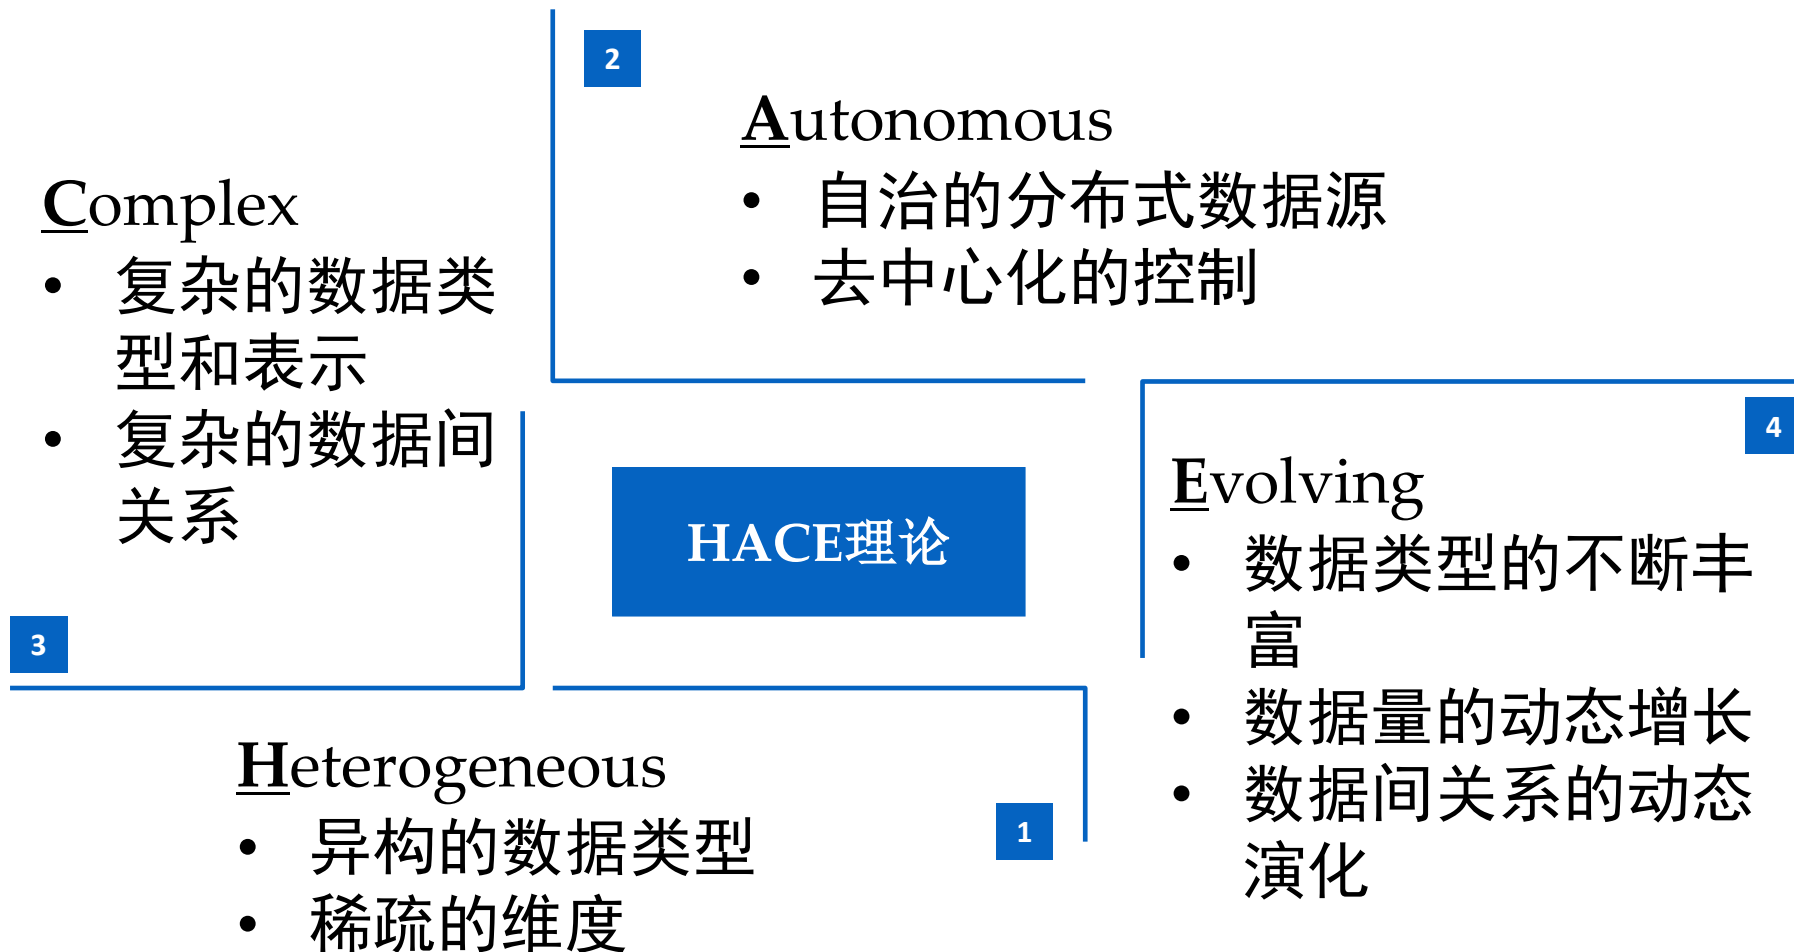 2
Autonomous
• 自治的分布式数据源
• 去中心化的控制
Complex
• 复杂的数据类
型和表示
• 复杂的数据间
关系
3
HACE理论
4
Evolving
• 数据类型的不断丰
富
• 数据量的动态增长
• 数据间关系的动态
演化
Heterogeneous
• 异构的数据类型
• 稀疏的维度
1